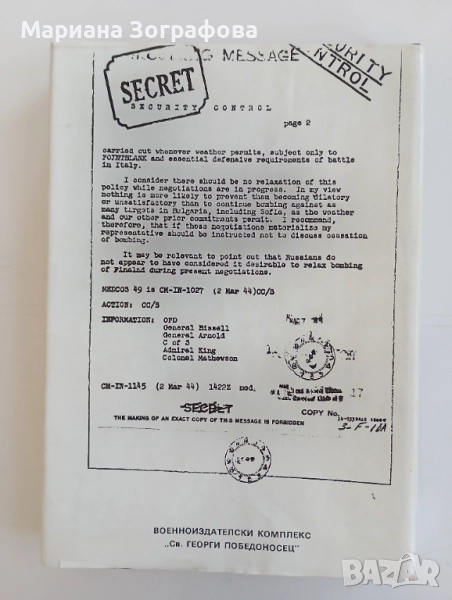 Мариана Зографова
MESSAGE
SECURITY
CONTROL
SECRET
SECURITY CONTROL
page 2
carried out whenever weather permits, subject only to
POINTBLANK and essential defensive requirements of battle
in Italy.
I consider there should be no relaxation of this
policy while negotiations are in progress. In my view
nothing is more likely to prevent them becoming dilatory
or unsatisfactory than to continue bombing against as
many targets in Bulgaria, including Sofia, as the weather
and our other prior commitments permit. I recommend,
therefore, that if those negotiations materialize my
representative should be instructed not to discuss cessation
of bombing.
It may be relevant to point out that Russians do
not appear to have considered it desirable to relax bombing
of Finland during present negotiations.
MEDCOS 49 is CM-IN-1027 (2 Mar 44)CC/S
ACTION: CC/S
INFORMATION: OPD
General Bissell
General Arnold
C of S
Admiral King
Colonel Mathewson
CM-IN-1145 (2 Mar 44) 1422Z mcd.
17
SECRET
COPY No.
THE MAKING OF AN EXACT COPY OF THIS MESSAGE IS FORBIDDEN
ВОЕННОИЗДАТЕЛСКИ КОМПЛЕКС
„Св. ГЕОРГИ ПОБЕДОНОСЕЦ"
BAZAR